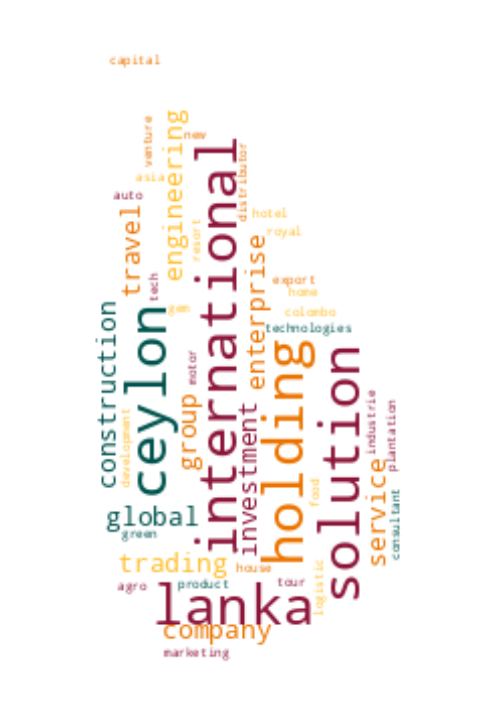 capital
venture
engineering
new
international
distributor
asia
auto
travel
hotel
resort
royal
enterprise
tech
export
home
gem
colombo
construction
ceylon
technologies
holding
solution
motor
group
investment
development
industrie
plantation
service
consultant
food
global
green
trading
house
logistic
agro
product
tour
lanka
company
marketing